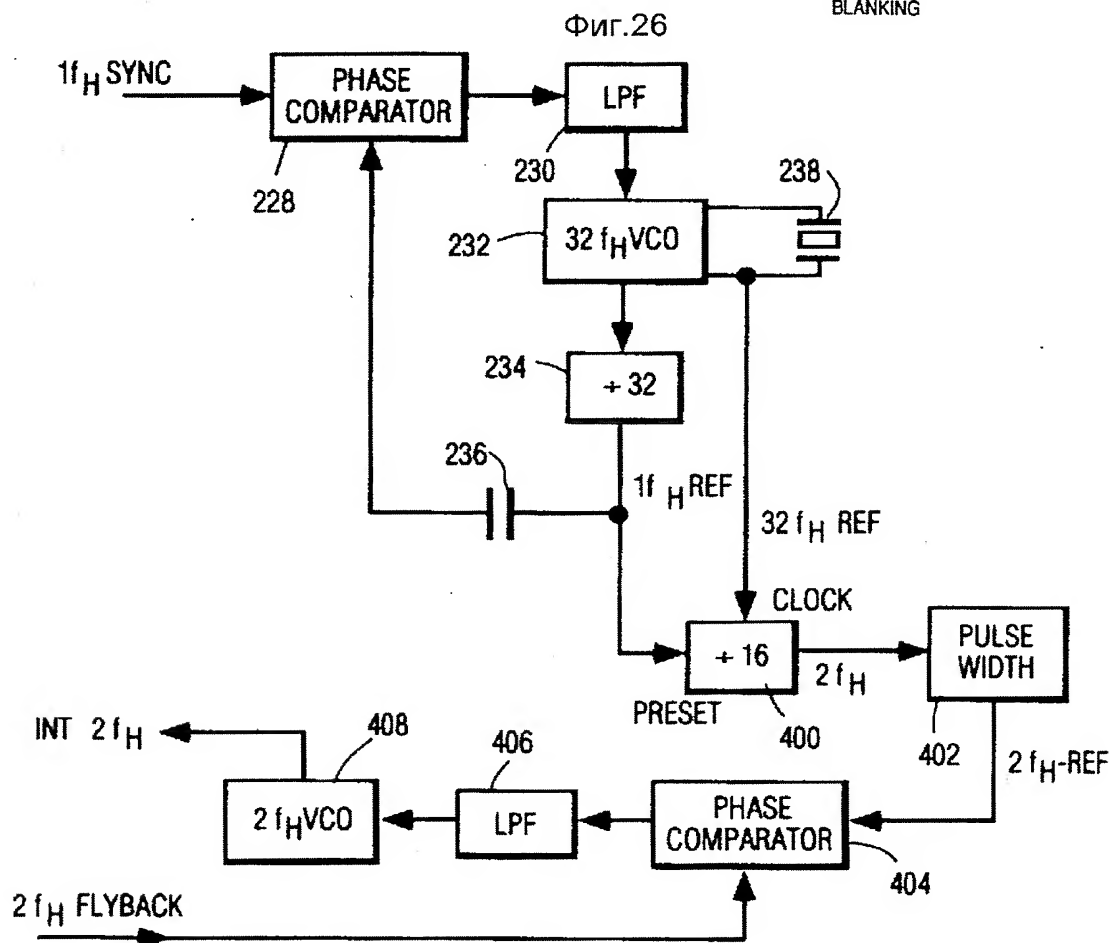 BLANKING
Фиг.26
1f H SYNC
PHASE
COMPARATOR
228
LPF
230
238
232
32 f H VCO
234
÷ 32
236
1f H REF
32 f H REF
CLOCK
÷ 16
PRESET
400
2 f H
PULSE
WIDTH
402
2 f H-REF
INT 2 f H
408
2 f H VCO
406
LPF
PHASE
COMPARATOR
404
2 f H FLYBACK